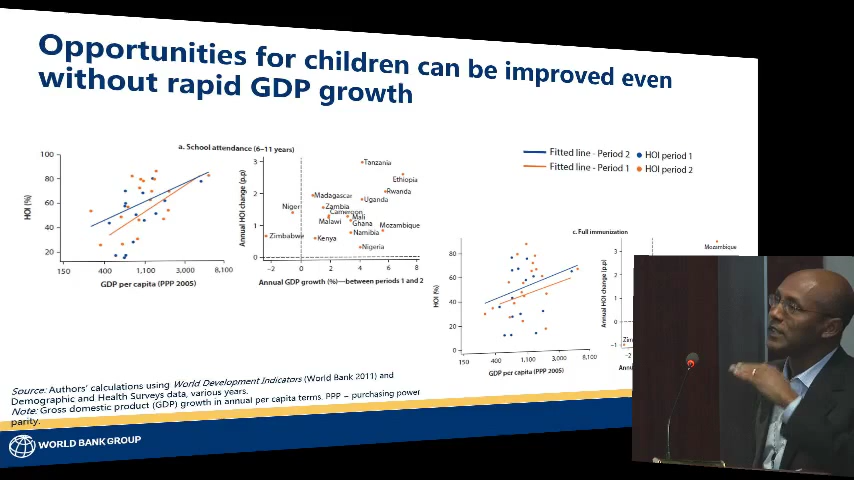 Opportunities for children can be improved even
without rapid GDP growth
a. School attendance (6–11 years)
HOI (%)
100
80
60
40
20
150
400
1,100
3,000
8,100
GDP per capita (PPP 2005)
Annual HOI change (p.p)
3
2
1
0
−2
0
2
4
6
8
Tanzania
Ethiopia
Rwanda
Madagascar
Uganda
Niger
Zambia
Cameroon
Malawi
Mali
Ghana
Mozambique
Namibia
Zimbabwe
Kenya
Nigeria
Annual GDP growth (%)—between periods 1 and 2
Fitted line - Period 2
HOI period 1
Fitted line - Period 1
HOI period 2
c. Full immunization
HOI (%)
80
60
40
20
0
150
400
1,100
3,000
8,100
GDP per capita (PPP 2005)
Annual HOI change (p.p)
3
2
0
−1
−2
Mozambique
Source: Authors' calculations using World Development Indicators (World Bank 2011) and
Demographic and Health Surveys data, various years.
Note: Gross domestic product (GDP) growth in annual per capita terms. PPP – purchasing power
parity.
WORLD BANK GROUP